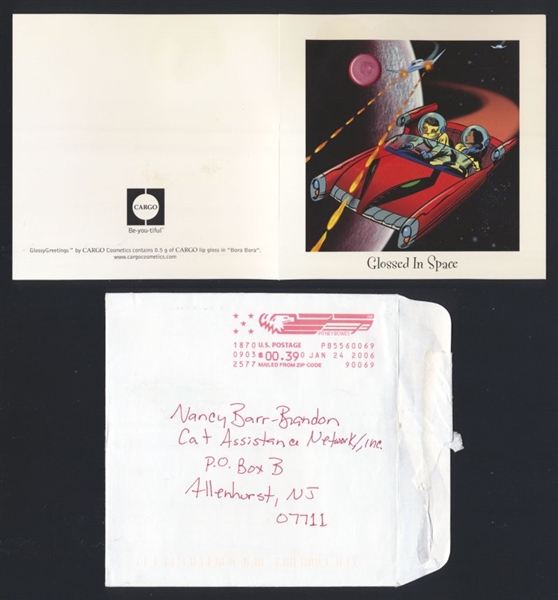 CARGO
Be-you-tiful™
GlossyGreetings™ by CARGO Cosmetics contains 0.5 g of CARGO lip gloss in "Bora Bora".
www.cargocosmetics.com
Glossed In Space
PITNEY BOWES
1870 U.S. POSTAGE PB5560069
0903 $ 00.390 JAN 24 2006
2577 MAILED FROM ZIP CODE 90069
Nancy Barr-Brandon
Cat Assistance Network, Inc.
P.O. Box B
Allenhurst, NJ
07711